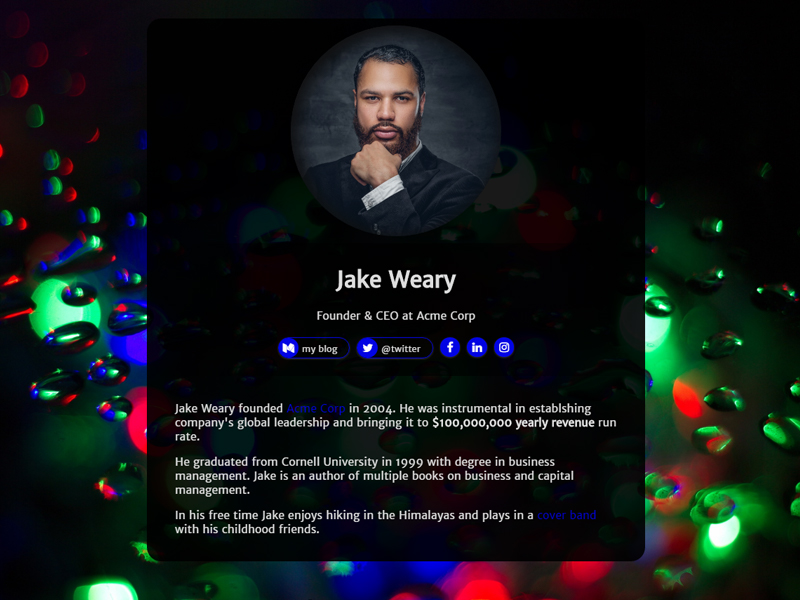 Jake Weary
Founder & CEO at Acme Corp
my blog
@twitter
Jake Weary founded Acme Corp in 2004. He was instrumental in establshing
company's global leadership and bringing it to $100,000,000 yearly revenue run
rate.
He graduated from Cornell University in 1999 with degree in business
management. Jake is an author of multiple books on business and capital
management.
In his free time Jake enjoys hiking in the Himalayas and plays in a cover band
with his childhood friends.